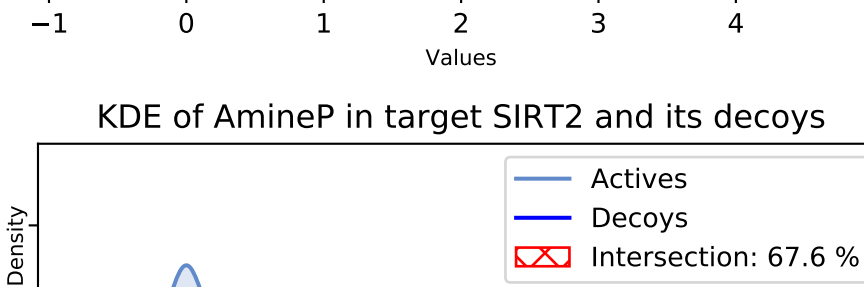 −1 0 1 2 3 4
Values
KDE of AmineP in target SIRT2 and its decoys
Density
Actives
Decoys
Intersection: 67.6 %